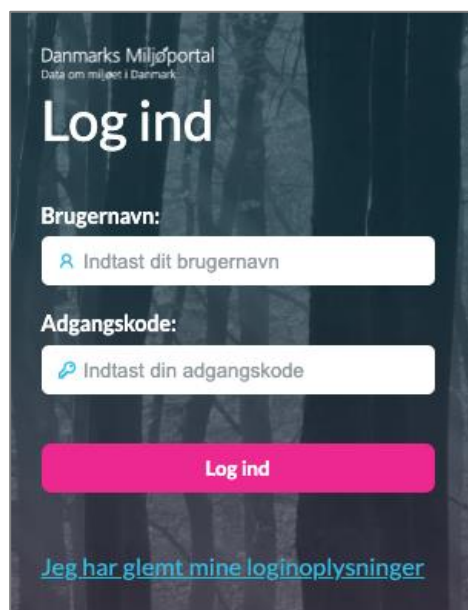 Danmarks Miljøportal
Data om miljøet i Danmark
Log ind
Brugernavn:
Indtast dit brugernavn
Adgangskode:
Indtast din adgangskode
Log ind
Jeg har glemt mine loginoplysninger